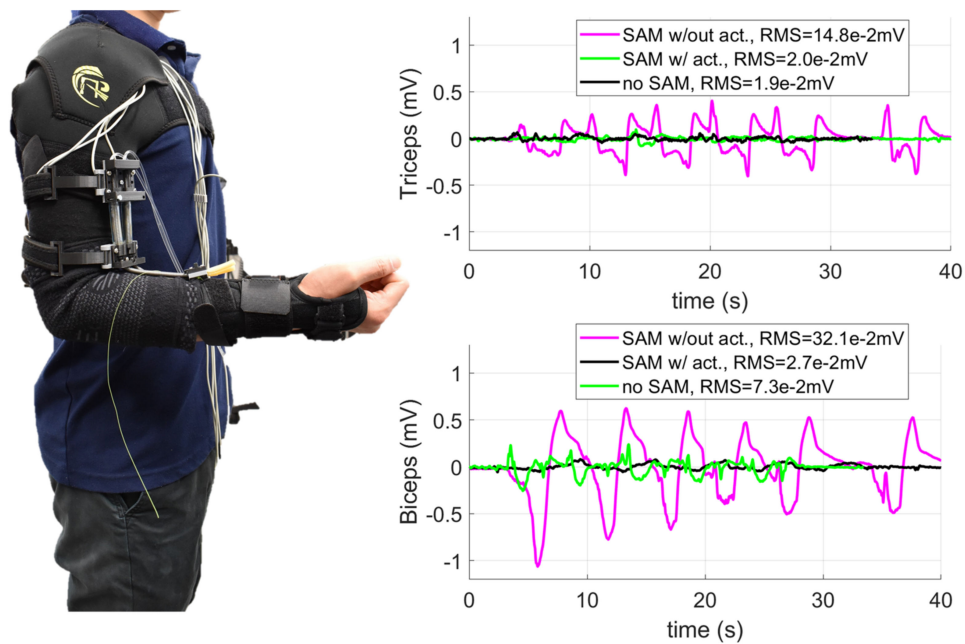 SAM w/out act., RMS=14.8e-2mV
SAM w/ act., RMS=2.0e-2mV
no SAM, RMS=1.9e-2mV
Triceps (mV)
1
0.5
0
-0.5
-1
0 10 20 30 40
time (s)
SAM w/out act., RMS=32.1e-2mV
SAM w/ act., RMS=2.7e-2mV
no SAM, RMS=7.3e-2mV
Biceps (mV)
1
0.5
0
-0.5
-1
0 10 20 30 40
time (s)